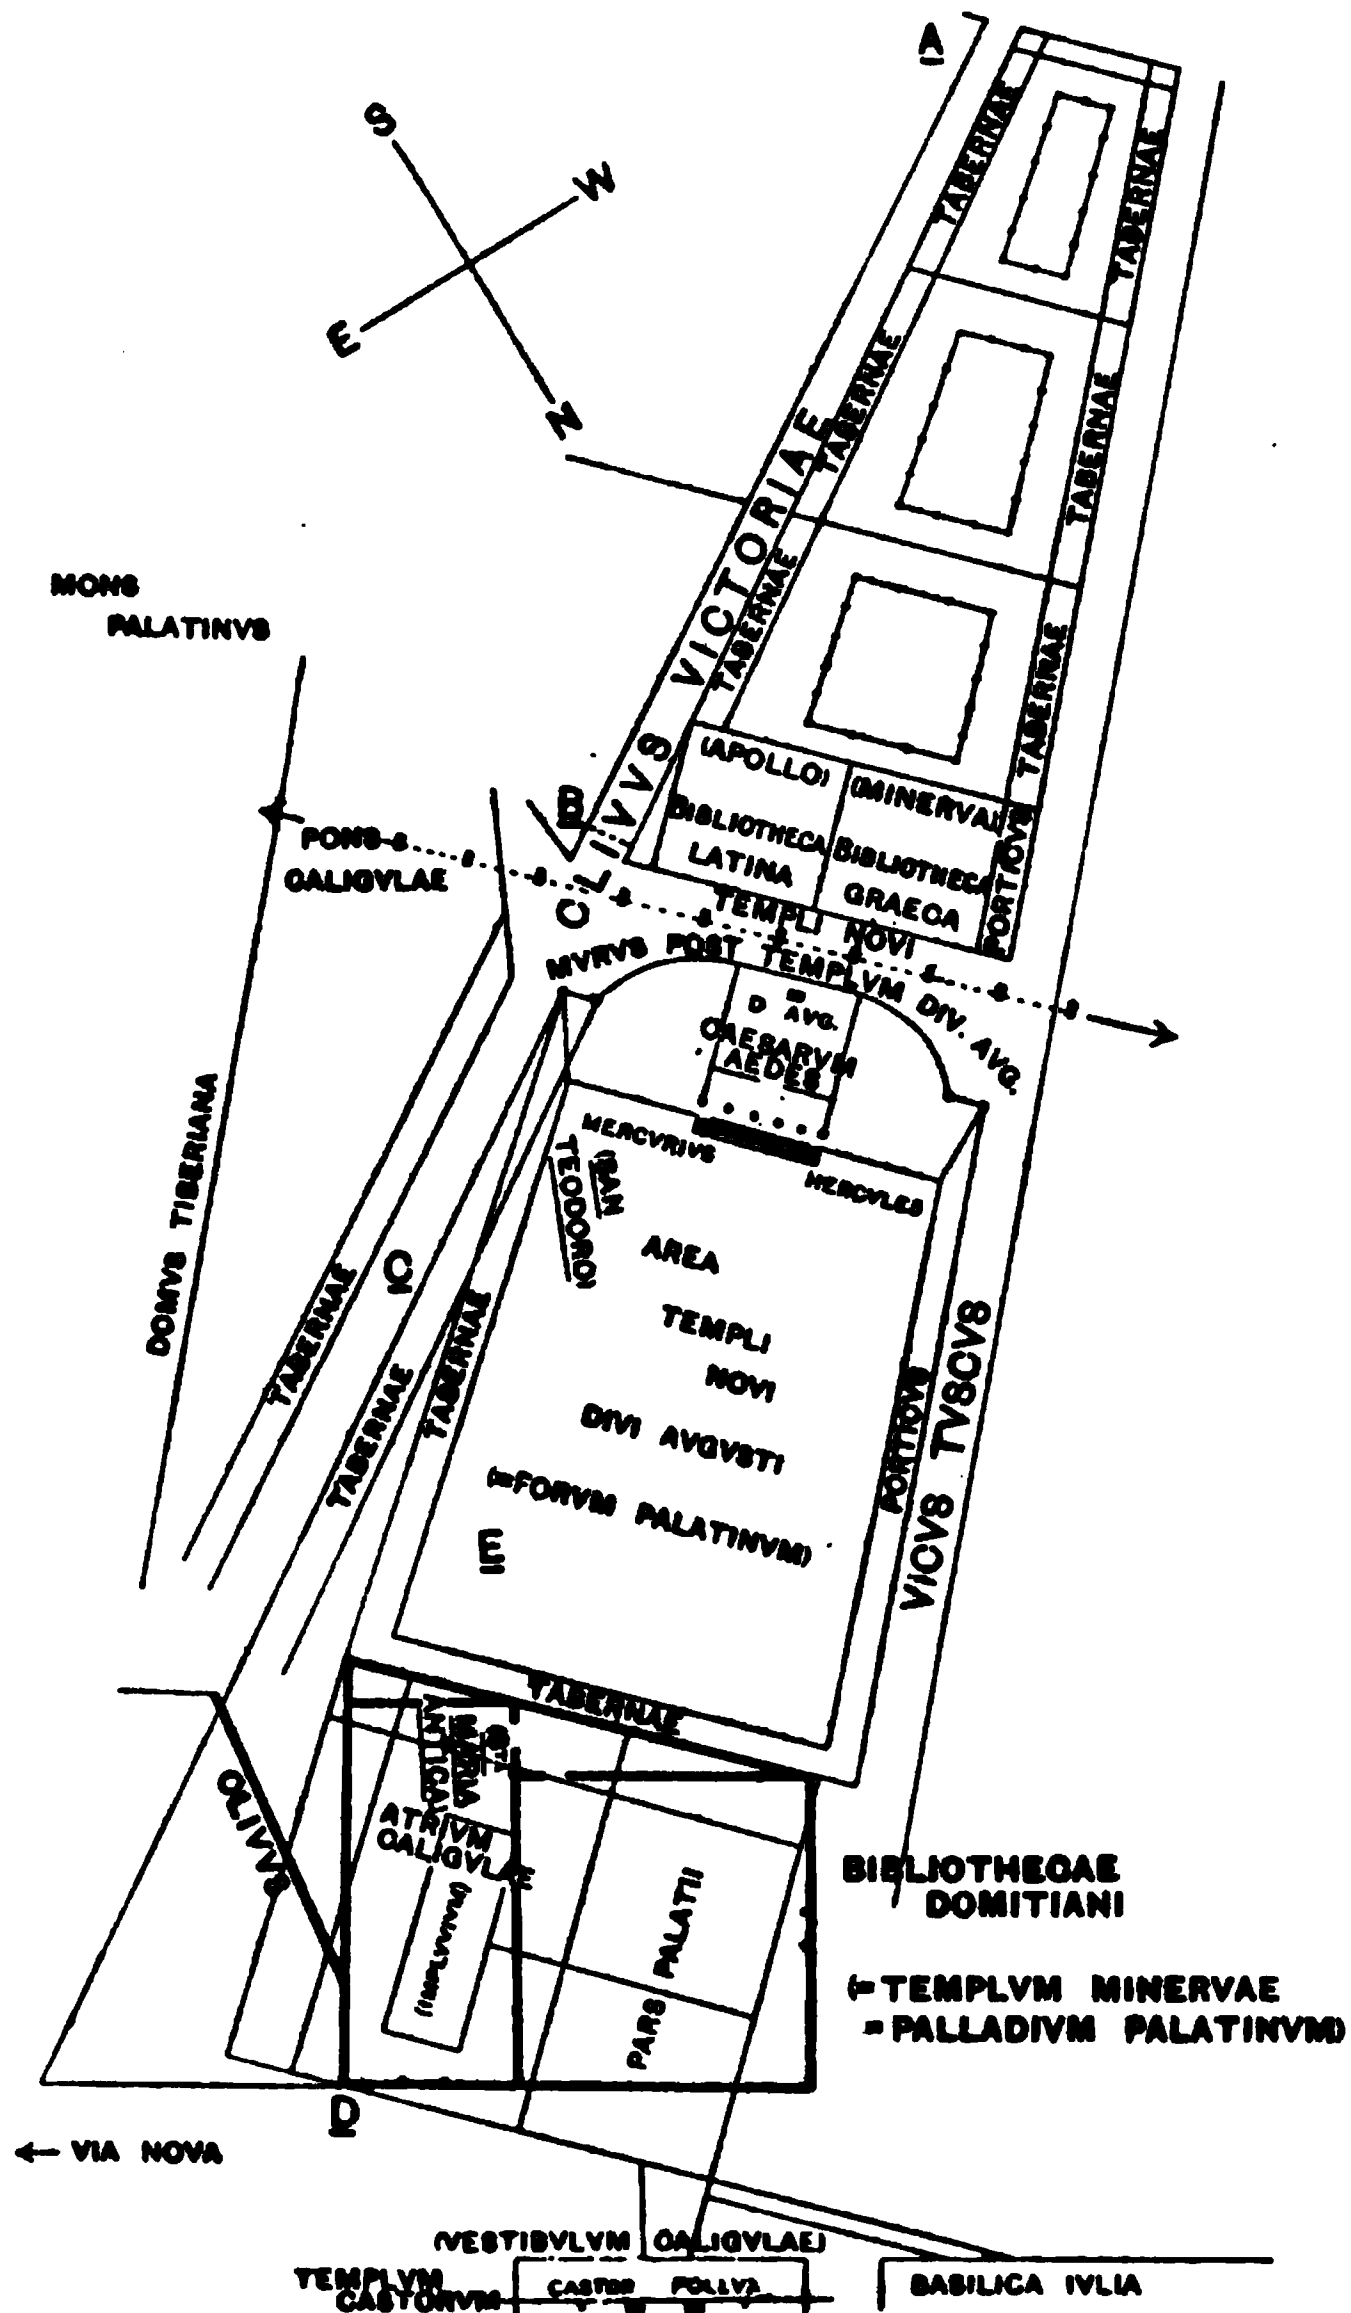 A
S
W
E
N
TABERNAE
TABERNAE
TABERNAE
TABERNAE
TABERNAE
TABERNAE
CLIVVS VICTORIAE
MONS
PALATINVS
B
(APOLLO)
(MINERVA)
BIBLIOTHECA
LATINA
BIBLIOTHECA
GRAECA
PORTICVS
TEMPLI NOVI
PONS
CALIGVLAE
MVRVS POST TEMPLVM DIV. AVG.
D = AVG.
CAESARVM
AEDES
MERCVRIVS
HERCVLES
(SAN
TEODORO)
DOMVS TIBERIANA
TABERNAE
C
TABERNAE
TABERNAE
AREA
TEMPLI
NOVI
DIVI AVGVSTI
(=FORVM PALATINVM)
E
PORTICVS
VICVS TVSCVS
TABERNAE
MARIA
ANTICA)
CLIVVS
ATRIVM
CALIGVLAE
(IMPLVVIVM)
PARS PALATII
BIBLIOTHECAE
DOMITIANI
(=TEMPLVM MINERVAE
=PALLADIVM PALATINVM)
D
← VIA NOVA
(VESTIBVLVM CALIGVLAE)
TEMPLVM
CASTORVM
CASTOR POLLVX
BASILICA IVLIA